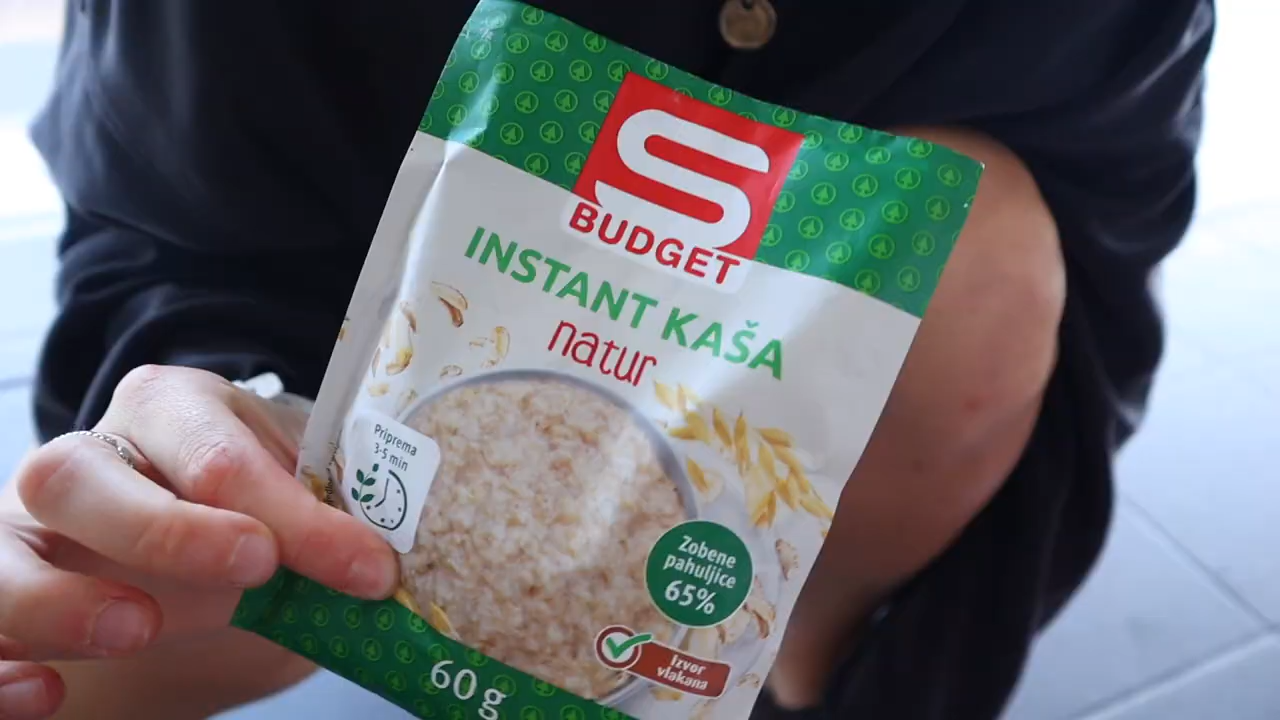 S
BUDGET
INSTANT KAŠA
natur
Priprema
3-5 min
Zobene
pahuljice
65%
Izvor
vlakana
60 g